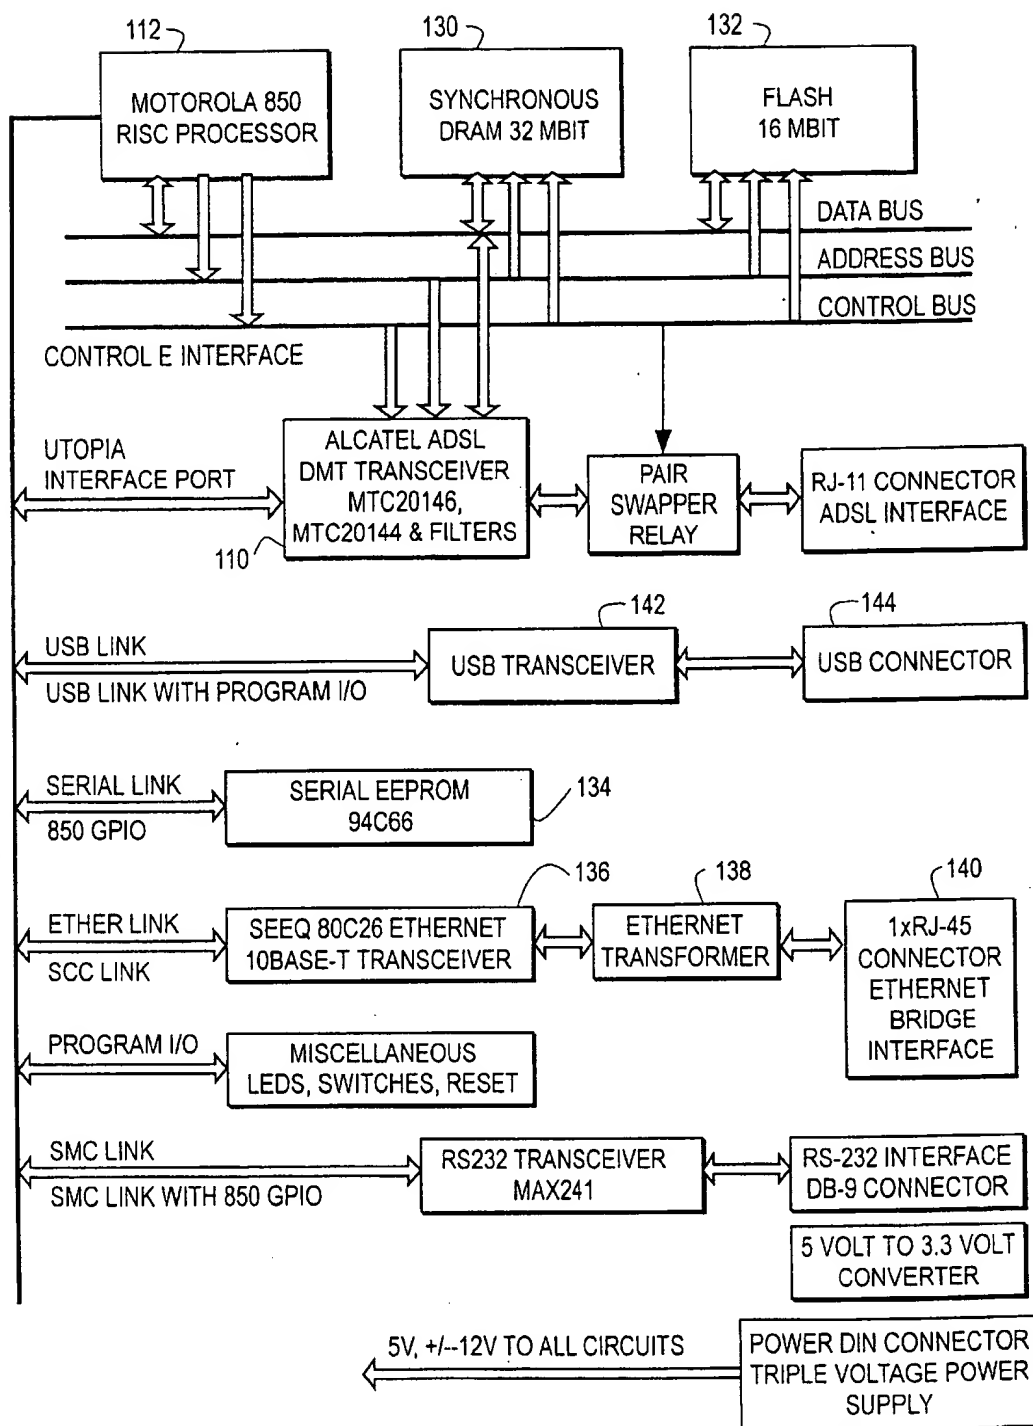 112
130
132
MOTOROLA 850
RISC PROCESSOR
SYNCHRONOUS
DRAM 32 MBIT
FLASH
16 MBIT
DATA BUS
ADDRESS BUS
CONTROL BUS
CONTROL E INTERFACE
UTOPIA
INTERFACE PORT
ALCATEL ADSL
DMT TRANSCEIVER
MTC20146,
MTC20144 & FILTERS
110
PAIR
SWAPPER
RELAY
RJ-11 CONNECTOR
ADSL INTERFACE
142
144
USB LINK
USB LINK WITH PROGRAM I/O
USB TRANSCEIVER
USB CONNECTOR
SERIAL LINK
850 GPIO
SERIAL EEPROM
94C66
134
136
138
140
ETHER LINK
SCC LINK
SEEQ 80C26 ETHERNET
10BASE-T TRANSCEIVER
ETHERNET
TRANSFORMER
1xRJ-45
CONNECTOR
ETHERNET
BRIDGE
INTERFACE
PROGRAM I/O
MISCELLANEOUS
LEDS, SWITCHES, RESET
SMC LINK
SMC LINK WITH 850 GPIO
RS232 TRANSCEIVER
MAX241
RS-232 INTERFACE
DB-9 CONNECTOR
5 VOLT TO 3.3 VOLT
CONVERTER
5V, +/--12V TO ALL CIRCUITS
POWER DIN CONNECTOR
TRIPLE VOLTAGE POWER
SUPPLY